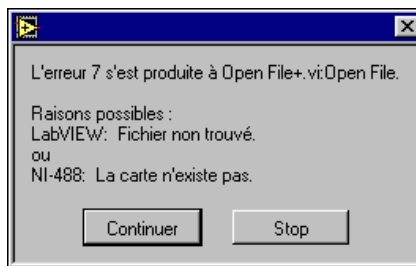 L'erreur 7 s'est produite à Open File+.vi:Open File.
Raisons possibles :
LabVIEW: Fichier non trouvé.
ou
NI-488: La carte n'existe pas.
Continuer
Stop